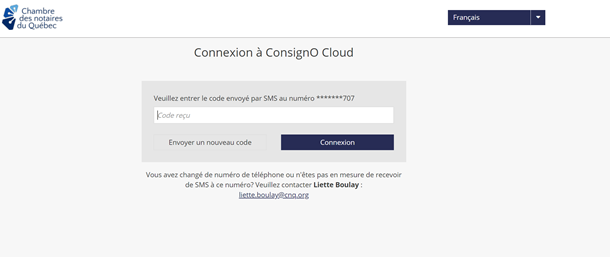 Chambre
des notaires
du Québec
Français
Connexion à ConsignO Cloud
Veuillez entrer le code envoyé par SMS au numéro *******707
Code reçu
Envoyer un nouveau code
Connexion
Vous avez changé de numéro de téléphone ou n'êtes pas en mesure de recevoir
de SMS à ce numéro? Veuillez contacter Liette Boulay :
liette.boulay@cnq.org